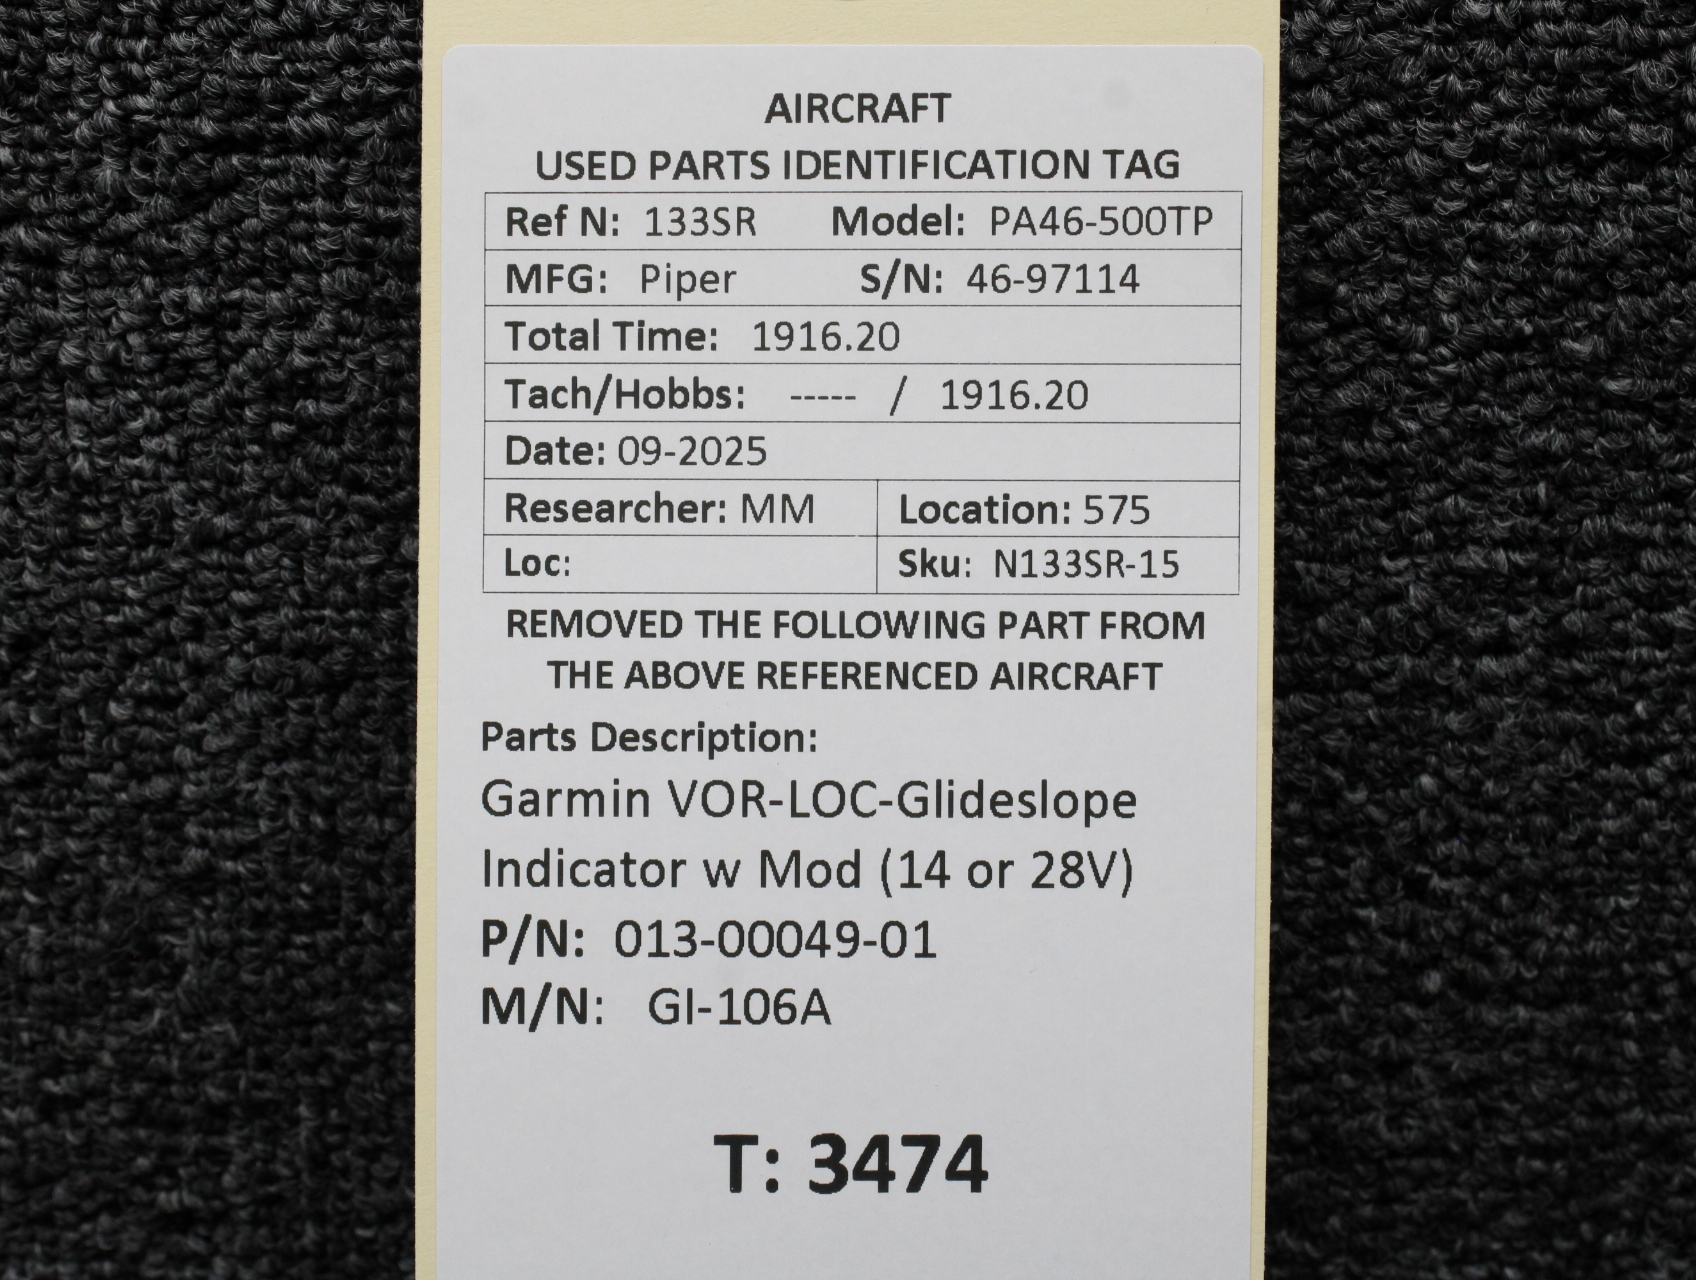 AIRCRAFT
USED PARTS IDENTIFICATION TAG
Ref N: 133SR Model: PA46-500TP
MFG: Piper S/N: 46-97114
Total Time: 1916.20
Tach/Hobbs: ----- / 1916.20
Date: 09-2025
Researcher: MM Location: 575
Loc: Sku: N133SR-15
REMOVED THE FOLLOWING PART FROM
THE ABOVE REFERENCED AIRCRAFT
Parts Description:
Garmin VOR-LOC-Glideslope
Indicator w Mod (14 or 28V)
P/N: 013-00049-01
M/N: GI-106A
T: 3474